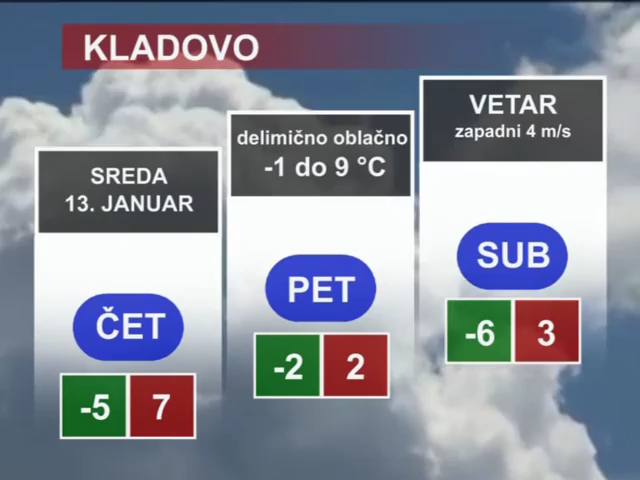 KLADOVO
SREDA
13. JANUAR
delimično oblačno
-1 do 9 °C
VETAR
zapadni 4 m/s
ČET
-5 7
PET
-2 2
SUB
-6 3